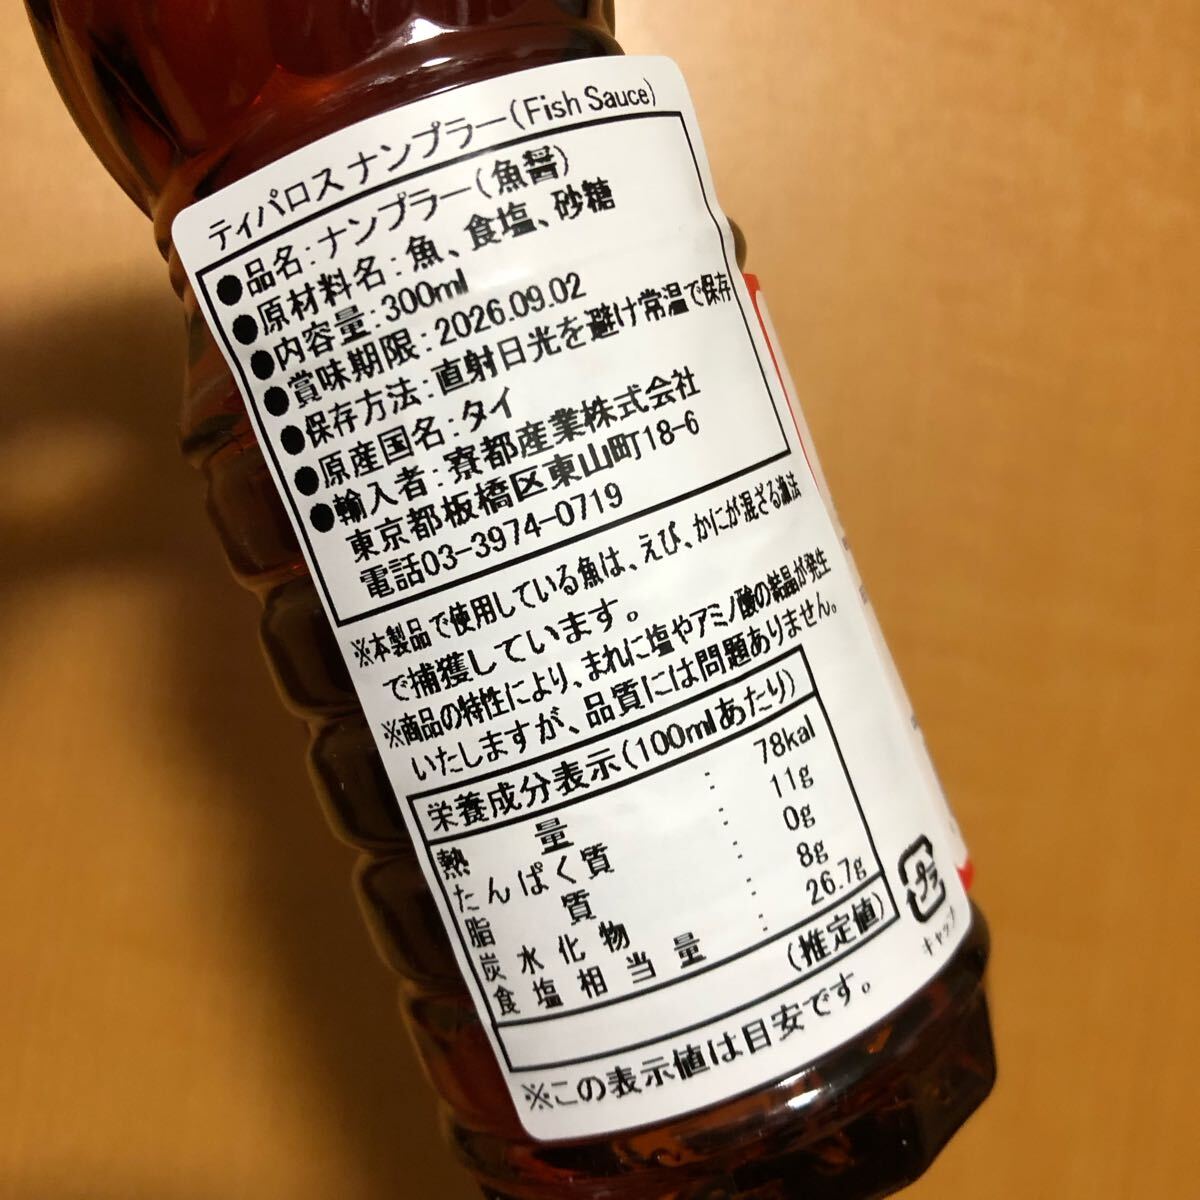 ティパロス ナンプラー(Fish Sauce)
●品名:ナンプラー(魚醤)
●原材料名:魚、食塩、砂糖
●内容量:300ml
●賞味期限:2026.09.02
●保存方法:直射日光を避け常温で保存
●原産国名:タイ
●輸入者:寮都産業株式会社
東京都板橋区東山町18-6
電話03-3974-0719
※本製品で使用している魚は、えび、かにが混ざる漁法
で捕獲しています。
※商品の特性により、まれに塩やアミノ酸の結晶が発生
いたしますが、品質には問題ありません。
栄養成分表示(100mlあたり)
熱量 : 78kal
たんぱく質 : 11g
脂質 : 0g
炭水化物 : 8g
食塩相当量 : 26.7g
(推定値)
※この表示値は目安です。
プラ
キャップ